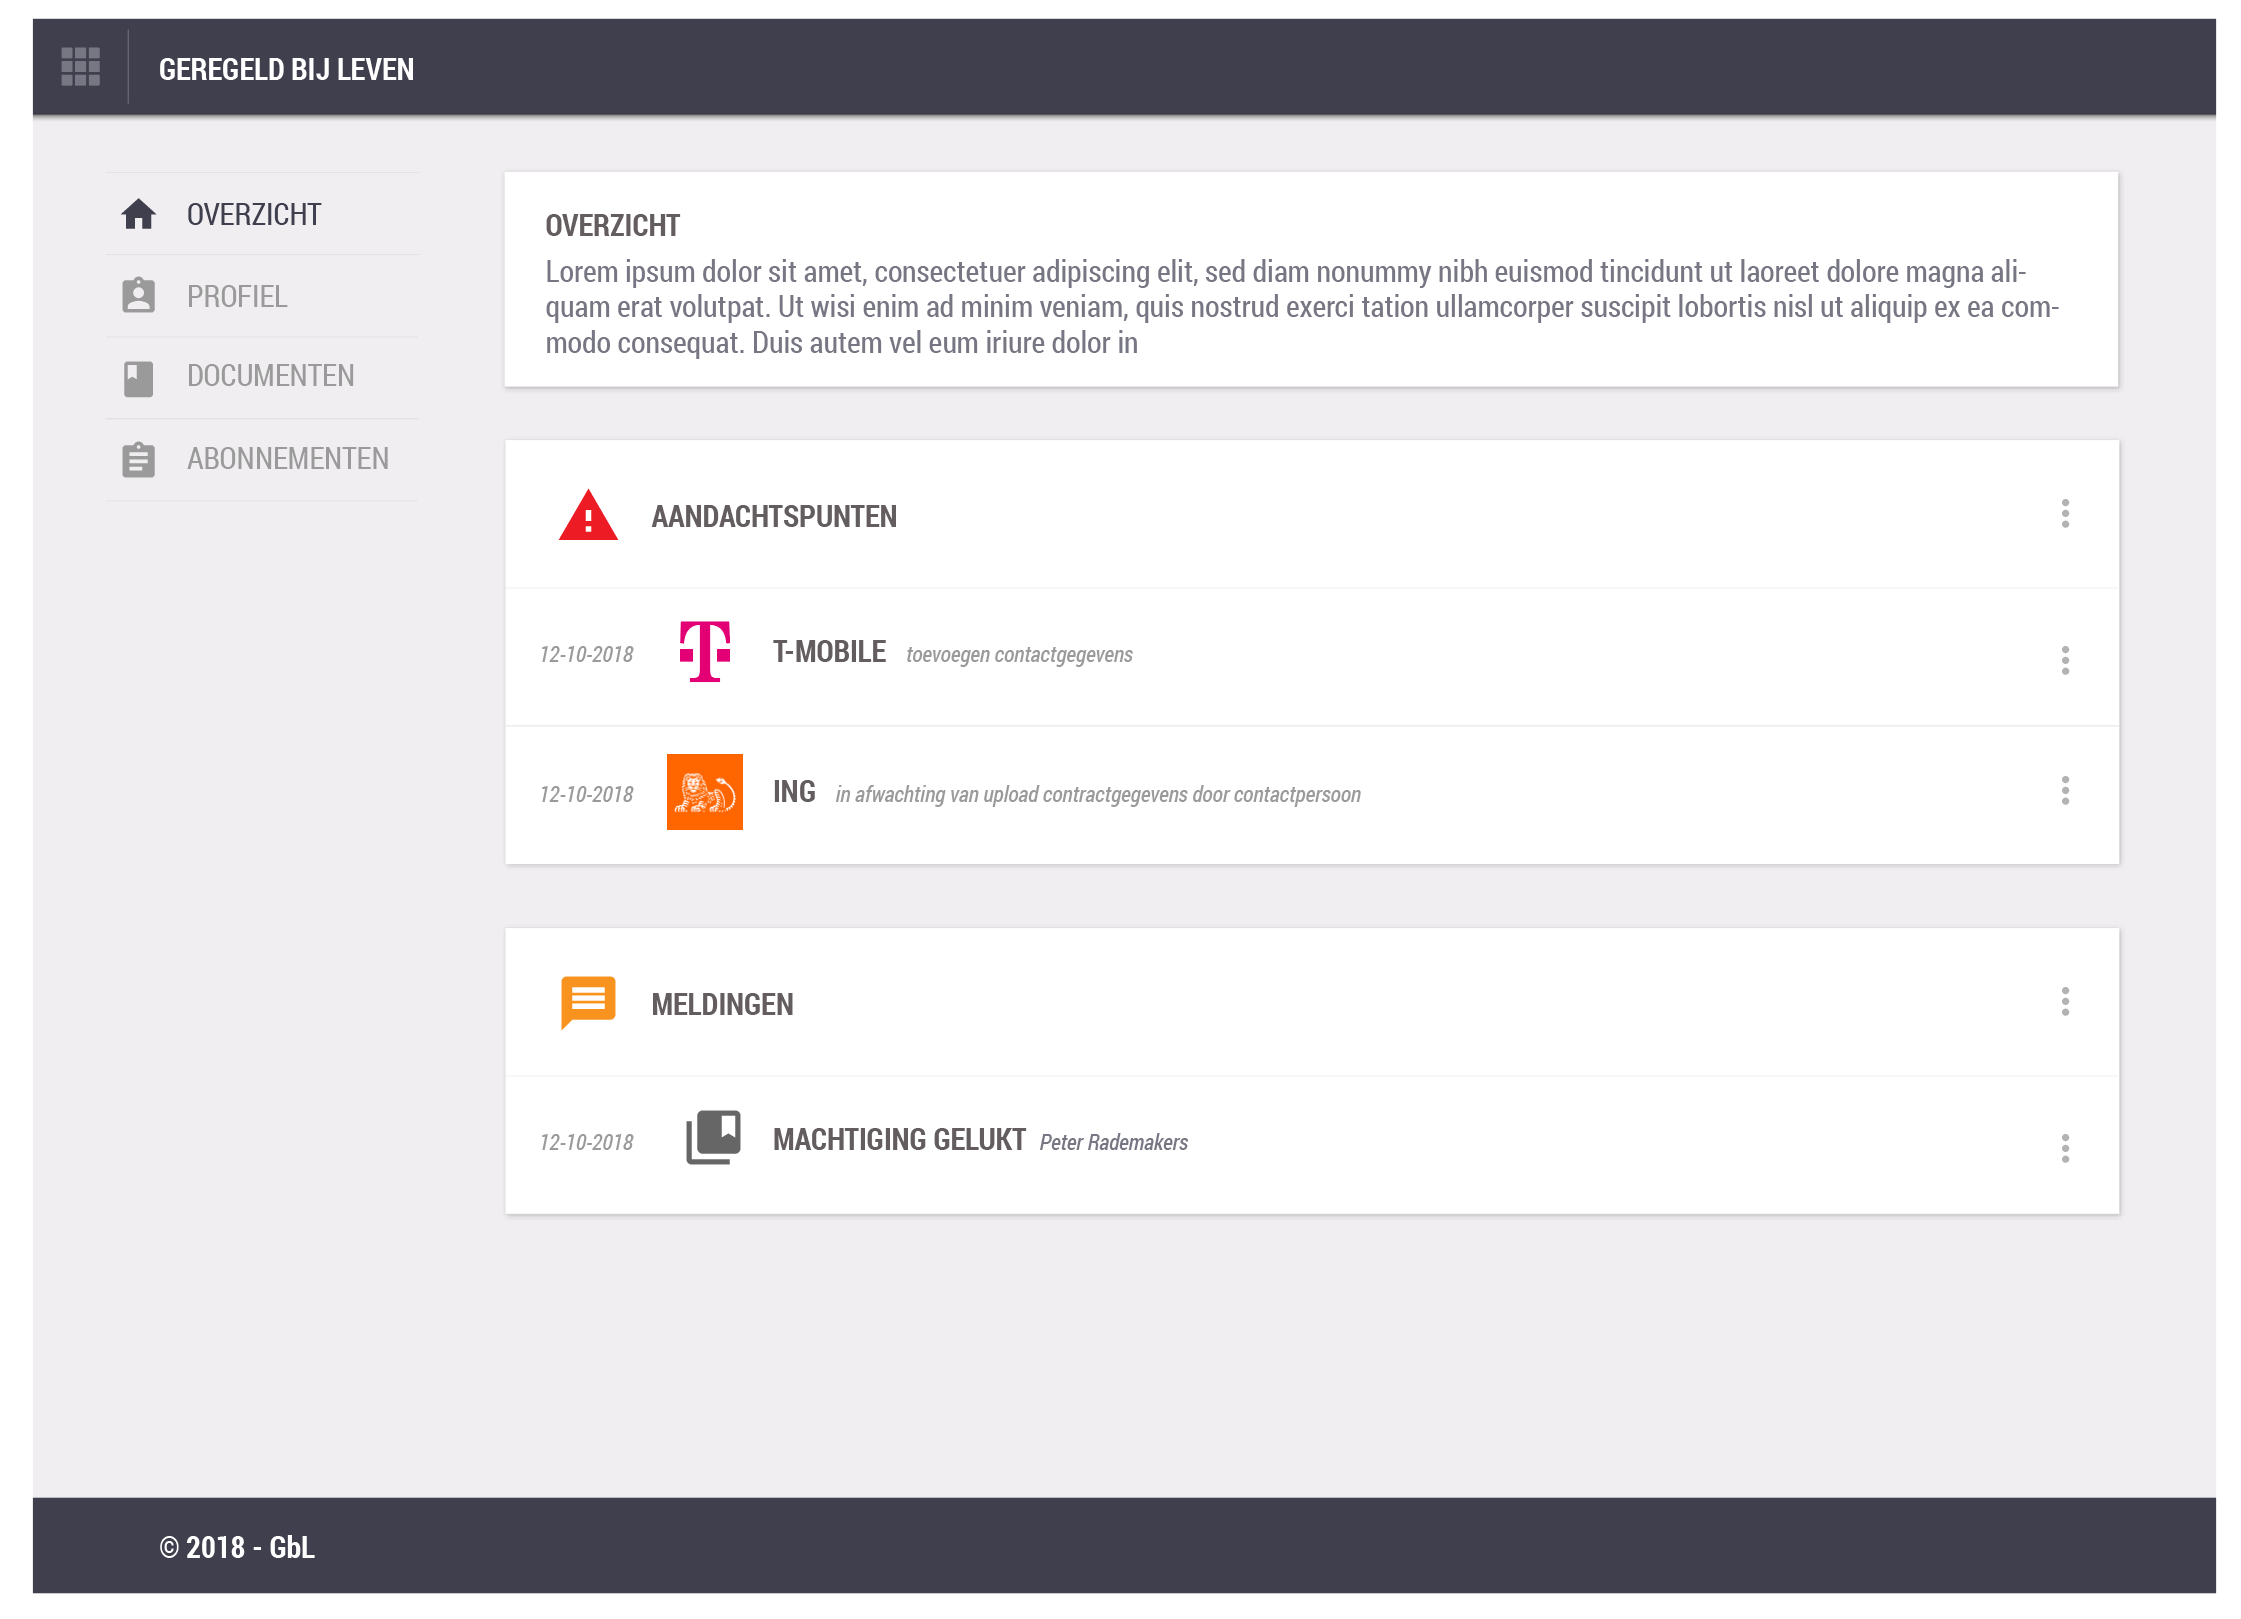 GEREGELD BIJ LEVEN
OVERZICHT
PROFIEL
DOCUMENTEN
ABONNEMENTEN
OVERZICHT
Lorem ipsum dolor sit amet, consectetuer adipiscing elit, sed diam nonummy nibh euismod tincidunt ut laoreet dolore magna ali-
quam erat volutpat. Ut wisi enim ad minim veniam, quis nostrud exerci tation ullamcorper suscipit lobortis nisl ut aliquip ex ea com-
modo consequat. Duis autem vel eum iriure dolor in
AANDACHTSPUNTEN
12-10-2018 T T-MOBILE toevoegen contactgegevens
12-10-2018 ING in afwachting van upload contractgegevens door contactpersoon
MELDINGEN
12-10-2018 MACHTIGING GELUKT Peter Rademakers
© 2018 - GbL